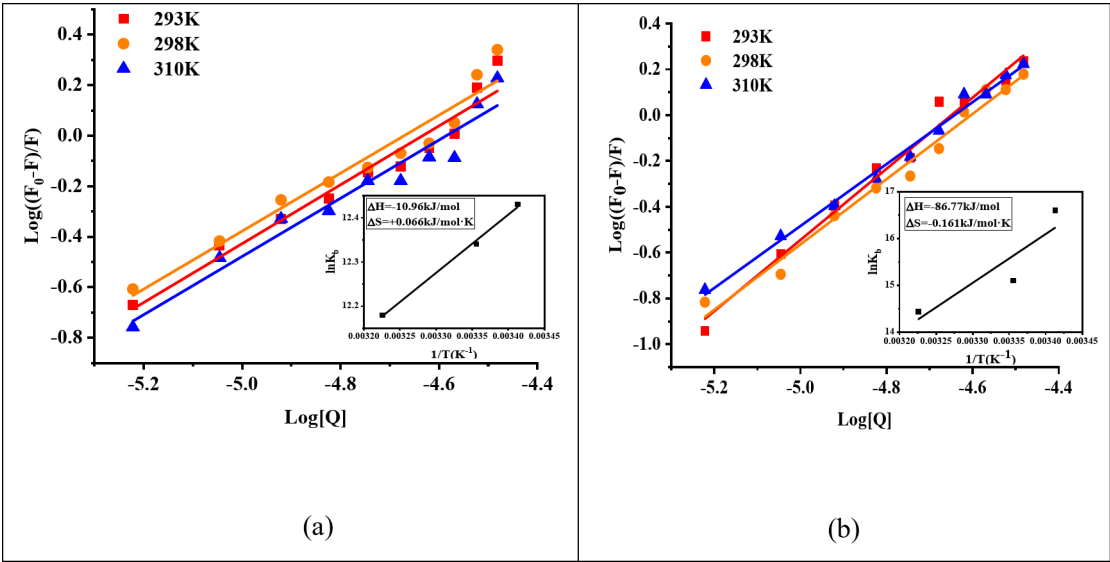 293K
298K
310K
Log((F₀-F)/F)
0.4
0.2
0.0
-0.2
-0.4
-0.6
-0.8
-5.2
-5.0
-4.8
-4.6
-4.4
Log[Q]
ΔH=-10.96kJ/mol
ΔS=+0.066kJ/mol·K
lnK_b
12.4
12.3
12.2
0.00320
0.00325
0.00330
0.00335
0.00340
0.00345
1/T(K⁻¹)
(a)
293K
298K
310K
Log((F₀-F)/F)
0.4
0.2
0.0
-0.2
-0.4
-0.6
-0.8
-1.0
-5.2
-5.0
-4.8
-4.6
-4.4
Log[Q]
ΔH=-86.77kJ/mol
ΔS=-0.161kJ/mol·K
lnK_b
17
16
15
14
0.00320
0.00325
0.00330
0.00335
0.00340
0.00345
1/T(K⁻¹)
(b)